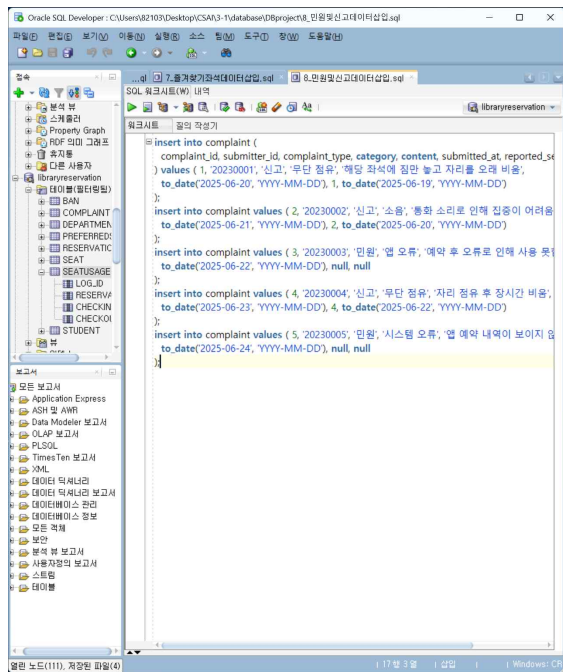 Oracle SQL Developer : C:\Users\82103\Desktop\CSAI\3-1\database\DBproject\8_민원및신고데이터삽입.sql
파일(F) 편집(E) 보기(V) 이동(N) 실행(R) 소스 팀(M) 도구(T) 창(W) 도움말(H)
접속
분석 뷰
스케줄러
Property Graph
RDF 의미 그래프
휴지통
다른 사용자
libraryreservation
테이블(필터링됨)
BAN
COMPLAINT
DEPARTMEN
PREFERREDS
RESERVATIO
SEAT
SEATUSAGE
LOG_ID
RESERVA
CHECKIN
CHECKOU
STUDENT
뷰
보고서
모든 보고서
Application Express
ASH 및 AWR
Data Modeler 보고서
OLAP 보고서
PLSQL
TimesTen 보고서
XML
데이터 딕셔너리
데이터 딕셔너리 보고서
데이터베이스 관리
데이터베이스 정보
모든 객체
보안
분석 뷰 보고서
사용자정의 보고서
스트림
테이블
...ql 7_즐겨찾기좌석데이터삽입.sql 8_민원및신고데이터삽입.sql
SQL 워크시트(W) 내역
libraryreservation
워크시트 질의 작성기
insert into complaint (
complaint_id, submitter_id, complaint_type, category, content, submitted_at, reported_se
) values ( 1, '20230001', '신고', '무단 점유', '해당 좌석에 짐만 놓고 자리를 오래 비움',
to_date('2025-06-20', 'YYYY-MM-DD'), 1, to_date('2025-06-19', 'YYYY-MM-DD')
);
insert into complaint values ( 2, '20230002', '신고', '소음', '통화 소리로 인해 집중이 어려움
to_date('2025-06-21', 'YYYY-MM-DD'), 2, to_date('2025-06-20', 'YYYY-MM-DD')
);
insert into complaint values ( 3, '20230003', '민원', '앱 오류', '예약 후 오류로 인해 사용 못
to_date('2025-06-22', 'YYYY-MM-DD'), null, null
);
insert into complaint values ( 4, '20230004', '신고', '무단 점유', '자리 점유 후 장시간 비움',
to_date('2025-06-23', 'YYYY-MM-DD'), 4, to_date('2025-06-22', 'YYYY-MM-DD')
);
insert into complaint values ( 5, '20230005', '민원', '시스템 오류', '앱 예약 내역이 보이지 않
to_date('2025-06-24', 'YYYY-MM-DD'), null, null
);
열린 노드(111), 저장된 파일(4)
17행 3열 삽입 Windows: CR